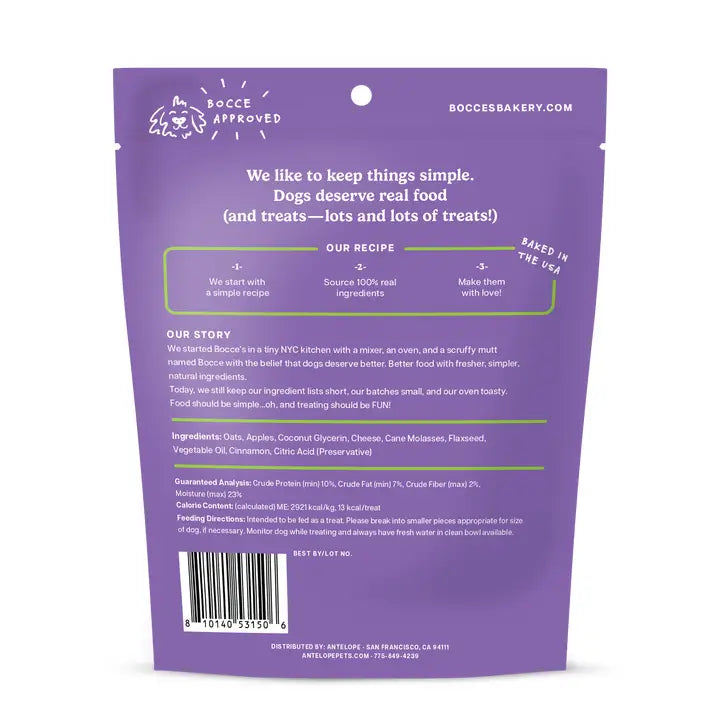 BOCCE
APPROVED
BOCCESBAKERY.COM
We like to keep things simple.
Dogs deserve real food
(and treats—lots and lots of treats!)
OUR RECIPE
BAKED IN
THE USA
-1-
We start with
a simple recipe
-2-
Source 100% real
ingredients
-3-
Make them
with love!
OUR STORY
We started Bocce's in a tiny NYC kitchen with a mixer, an oven, and a scruffy mutt
named Bocce with the belief that dogs deserve better. Better food with fresher, simpler.
natural ingredients.
Today, we still keep our ingredient lists short, our batches small, and our oven toasty.
Food should be simple...oh, and treating should be FUN!
Ingredients: Oats, Apples, Coconut Glycerin, Cheese, Cane Molasses, Flaxseed,
Vegetable Oil, Cinnamon, Citric Acid (Preservative)
Guaranteed Analysis: Crude Protein (min) 10%, Crude Fat (min) 7%, Crude Fiber (max) 2%,
Moisture (max) 23%
Calorie Content: (calculated) ME: 2921 kcal/kg, 13 kcal/treat
Feeding Directions: Intended to be fed as a treat. Please break into smaller pieces appropriate for size
of dog, if necessary. Monitor dog while treating and always have fresh water in clean bowl available.
BEST BY/LOT NO.
8 10140 53150 6
DISTRIBUTED BY: ANTELOPE - SAN FRANCISCO, CA 94111
ANTELOPEPETS.COM - 775-849-4239